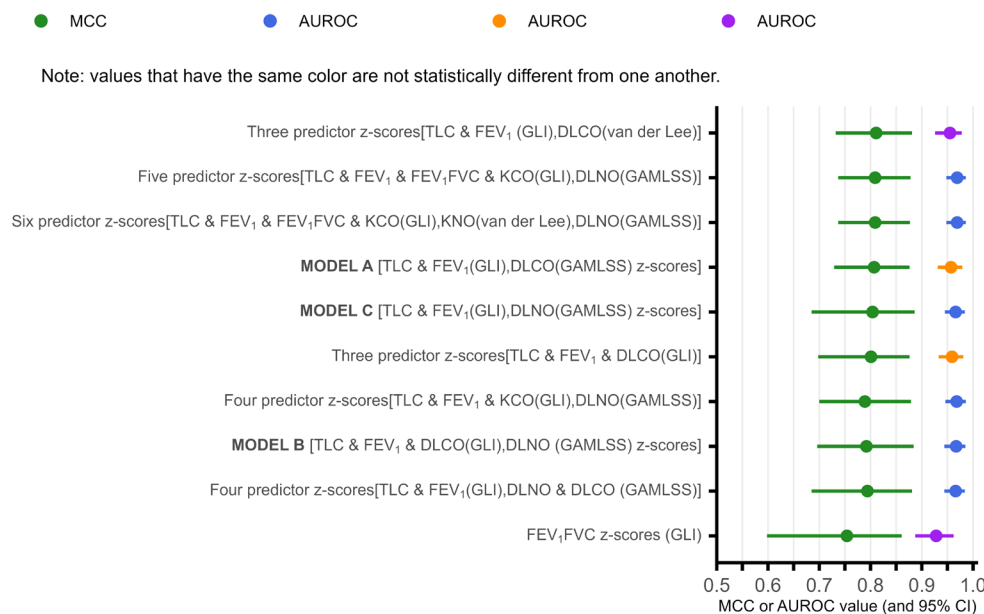 MCC AUROC AUROC AUROC
Note: values that have the same color are not statistically different from one another.
Three predictor z-scores[TLC & FEV₁ (GLI),DLCO(van der Lee)]
Five predictor z-scores[TLC & FEV₁ & FEV₁FVC & KCO(GLI),DLNO(GAMLSS)]
Six predictor z-scores[TLC & FEV₁ & FEV₁FVC & KCO(GLI),KNO(van der Lee),DLNO(GAMLSS)]
MODEL A [TLC & FEV₁(GLI),DLCO(GAMLSS) z-scores]
MODEL C [TLC & FEV₁(GLI),DLNO(GAMLSS) z-scores]
Three predictor z-scores[TLC & FEV₁ & DLCO(GLI)]
Four predictor z-scores[TLC & FEV₁ & KCO(GLI),DLNO(GAMLSS)]
MODEL B [TLC & FEV₁ & DLCO(GLI),DLNO (GAMLSS) z-scores]
Four predictor z-scores[TLC & FEV₁(GLI),DLNO & DLCO (GAMLSS)]
FEV₁FVC z-scores (GLI)
0.5 0.6 0.7 0.8 0.9 1.0
MCC or AUROC value (and 95% CI)